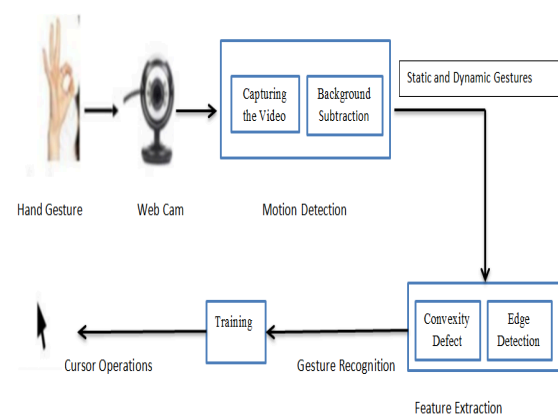 Static and Dynamic Gestures
Capturing
the Video
Background
Subtraction
Hand Gesture
Web Cam
Motion Detection
Convexity
Defect
Edge
Detection
Training
Cursor Operations
Gesture Recognition
Feature Extraction